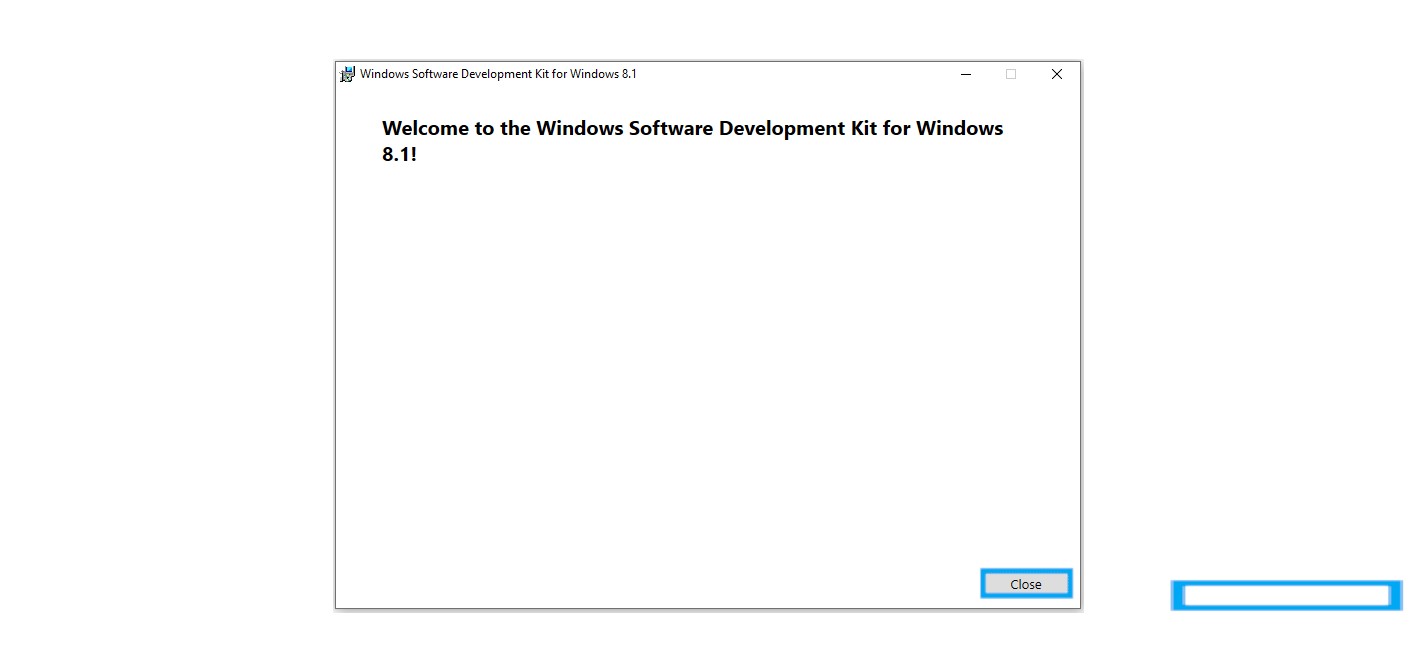 Windows Software Development Kit for Windows 8.1
Welcome to the Windows Software Development Kit for Windows
8.1!
Close